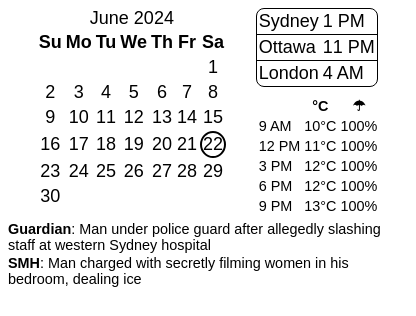 June 2024
Su Mo Tu We Th Fr Sa
1
2 3 4 5 6 7 8
9 10 11 12 13 14 15
16 17 18 19 20 21 22
23 24 25 26 27 28 29
30
Sydney 1 PM
Ottawa 11 PM
London 4 AM
°C ☂
9 AM 10°C 100%
12 PM 11°C 100%
3 PM 12°C 100%
6 PM 12°C 100%
9 PM 13°C 100%
Guardian: Man under police guard after allegedly slashing
staff at western Sydney hospital
SMH: Man charged with secretly filming women in his
bedroom, dealing ice